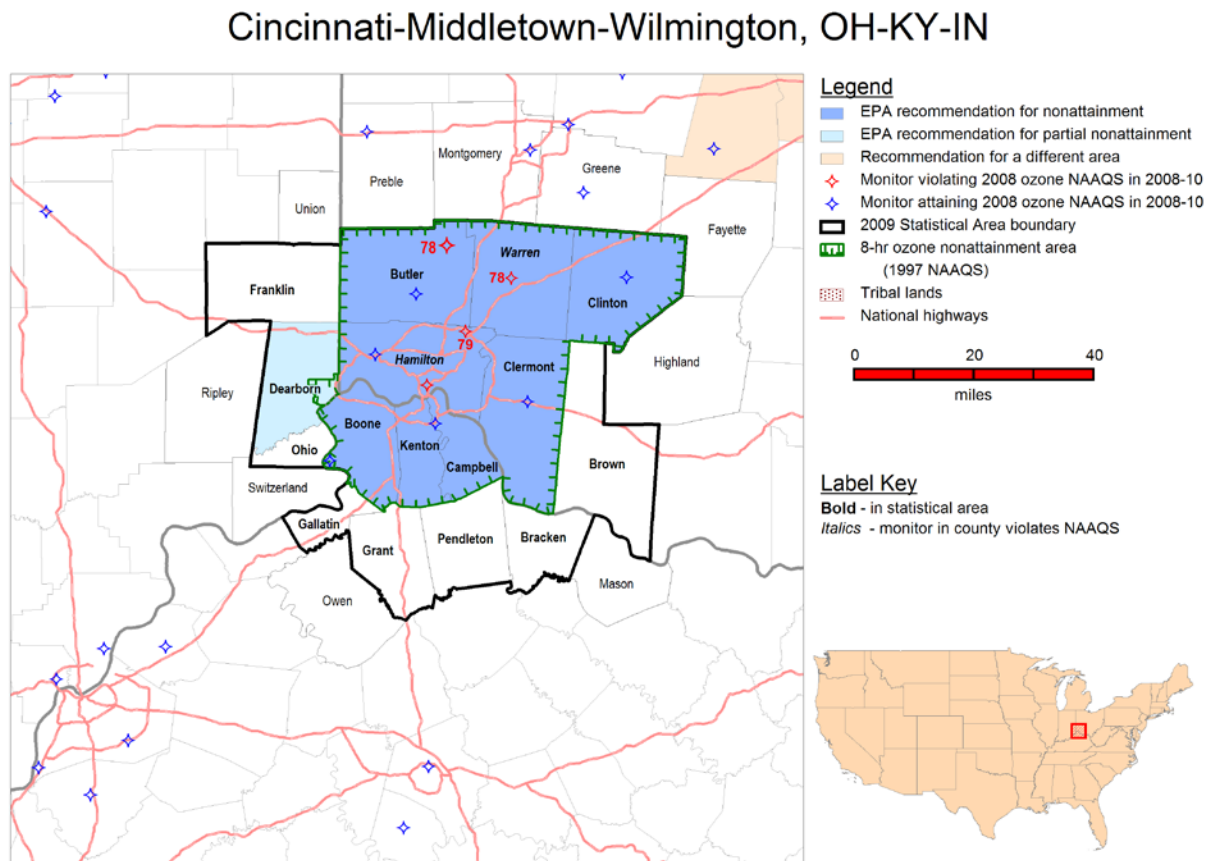 Cincinnati-Middletown-Wilmington, OH-KY-IN
Legend
EPA recommendation for nonattainment
EPA recommendation for partial nonattainment
Recommendation for a different area
Monitor violating 2008 ozone NAAQS in 2008-10
Monitor attaining 2008 ozone NAAQS in 2008-10
2009 Statistical Area boundary
8-hr ozone nonattainment area
(1997 NAAQS)
Tribal lands
National highways
0 20 40
miles
Label Key
Bold - in statistical area
Italics - monitor in county violates NAAQS
Montgomery
Greene
Preble
Union
Fayette
78
Warren
Butler
78
Franklin
Clinton
79
Hamilton
Highland
Clermont
Ripley
Dearborn
Boone
Kenton
Ohio
Brown
Campbell
Switzerland
Gallatin
Grant
Pendleton
Bracken
Mason
Owen